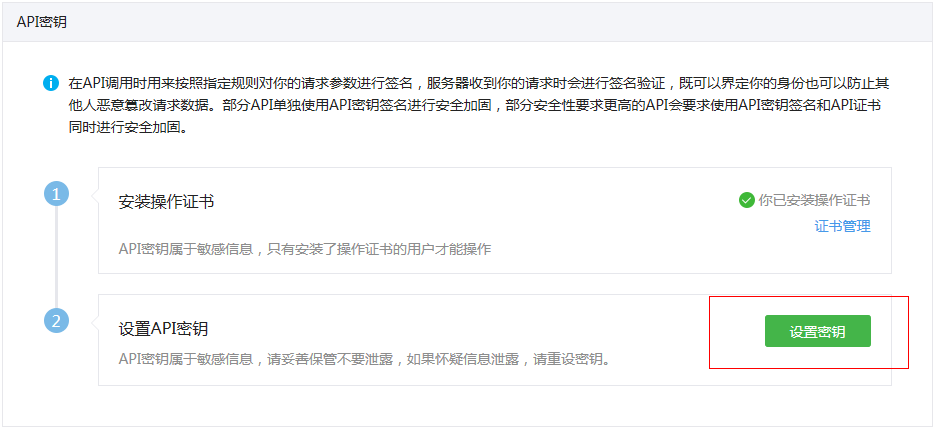 API密钥
在API调用时用来按照指定规则对你的请求参数进行签名，服务器收到你的请求时会进行签名验证，既可以界定你的身份也可以防止其
他人恶意篡改请求数据。部分API单独使用API密钥签名进行安全加固，部分安全性要求更高的API会要求使用API密钥签名和API证书
同时进行安全加固。
1
安装操作证书
你已安装操作证书
证书管理
API密钥属于敏感信息，只有安装了操作证书的用户才能操作
2
设置API密钥
设置密钥
API密钥属于敏感信息，请妥善保管不要泄露，如果怀疑信息泄露，请重设密钥。